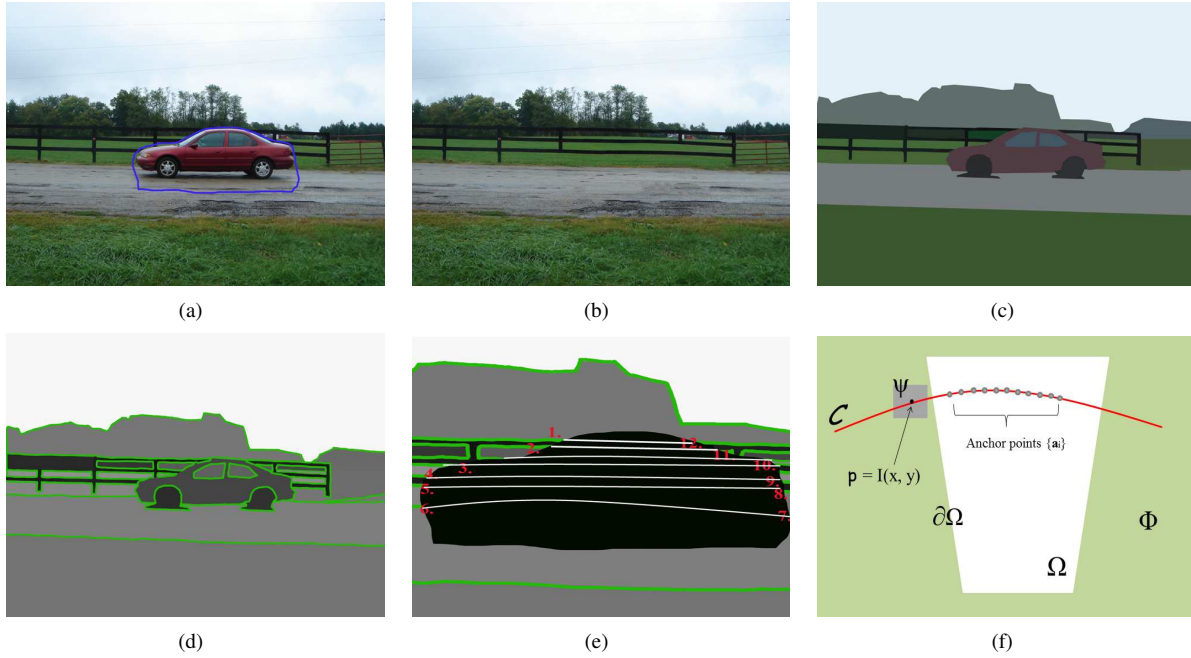 (a)
(b)
(c)
(d)
1.
2.
3.
4.
5.
6.
12.
11.
10.
9.
8.
7.
(e)
Ψ
C
Anchor points {aᵢ}
p = I(x, y)
∂Ω
Φ
Ω
(f)